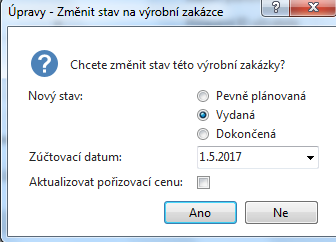 Úpravy - Změnit stav na výrobní zakázce
?
Chcete změnit stav této výrobní zakázky?
Nový stav:
Pevně plánovaná
Vydaná
Dokončená
Zúčtovací datum:
1.5.2017
Aktualizovat pořizovací cenu:
Ano
Ne